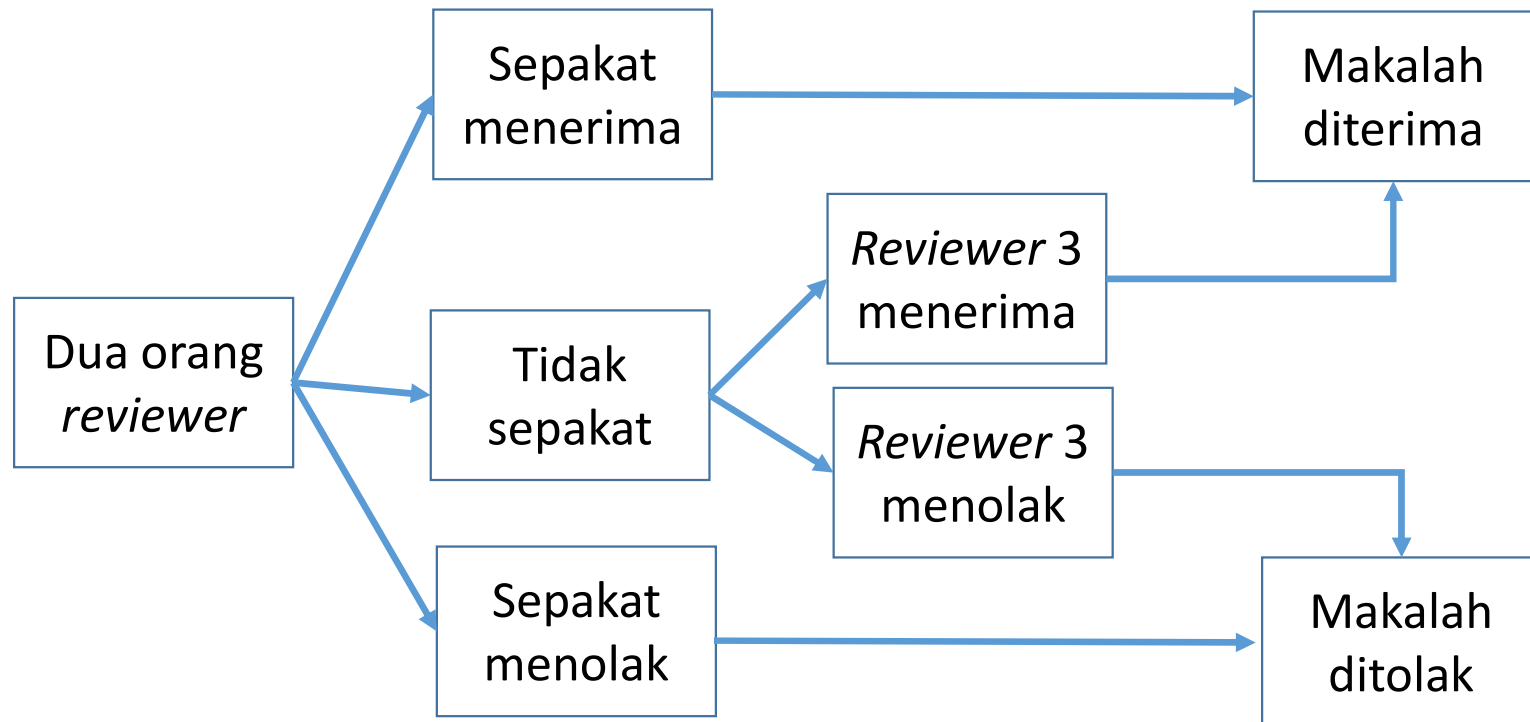 Sepakat
menerima
Makalah
diterima
Reviewer 3
menerima
Dua orang
reviewer
Tidak
sepakat
Reviewer 3
menolak
Sepakat
menolak
Makalah
ditolak